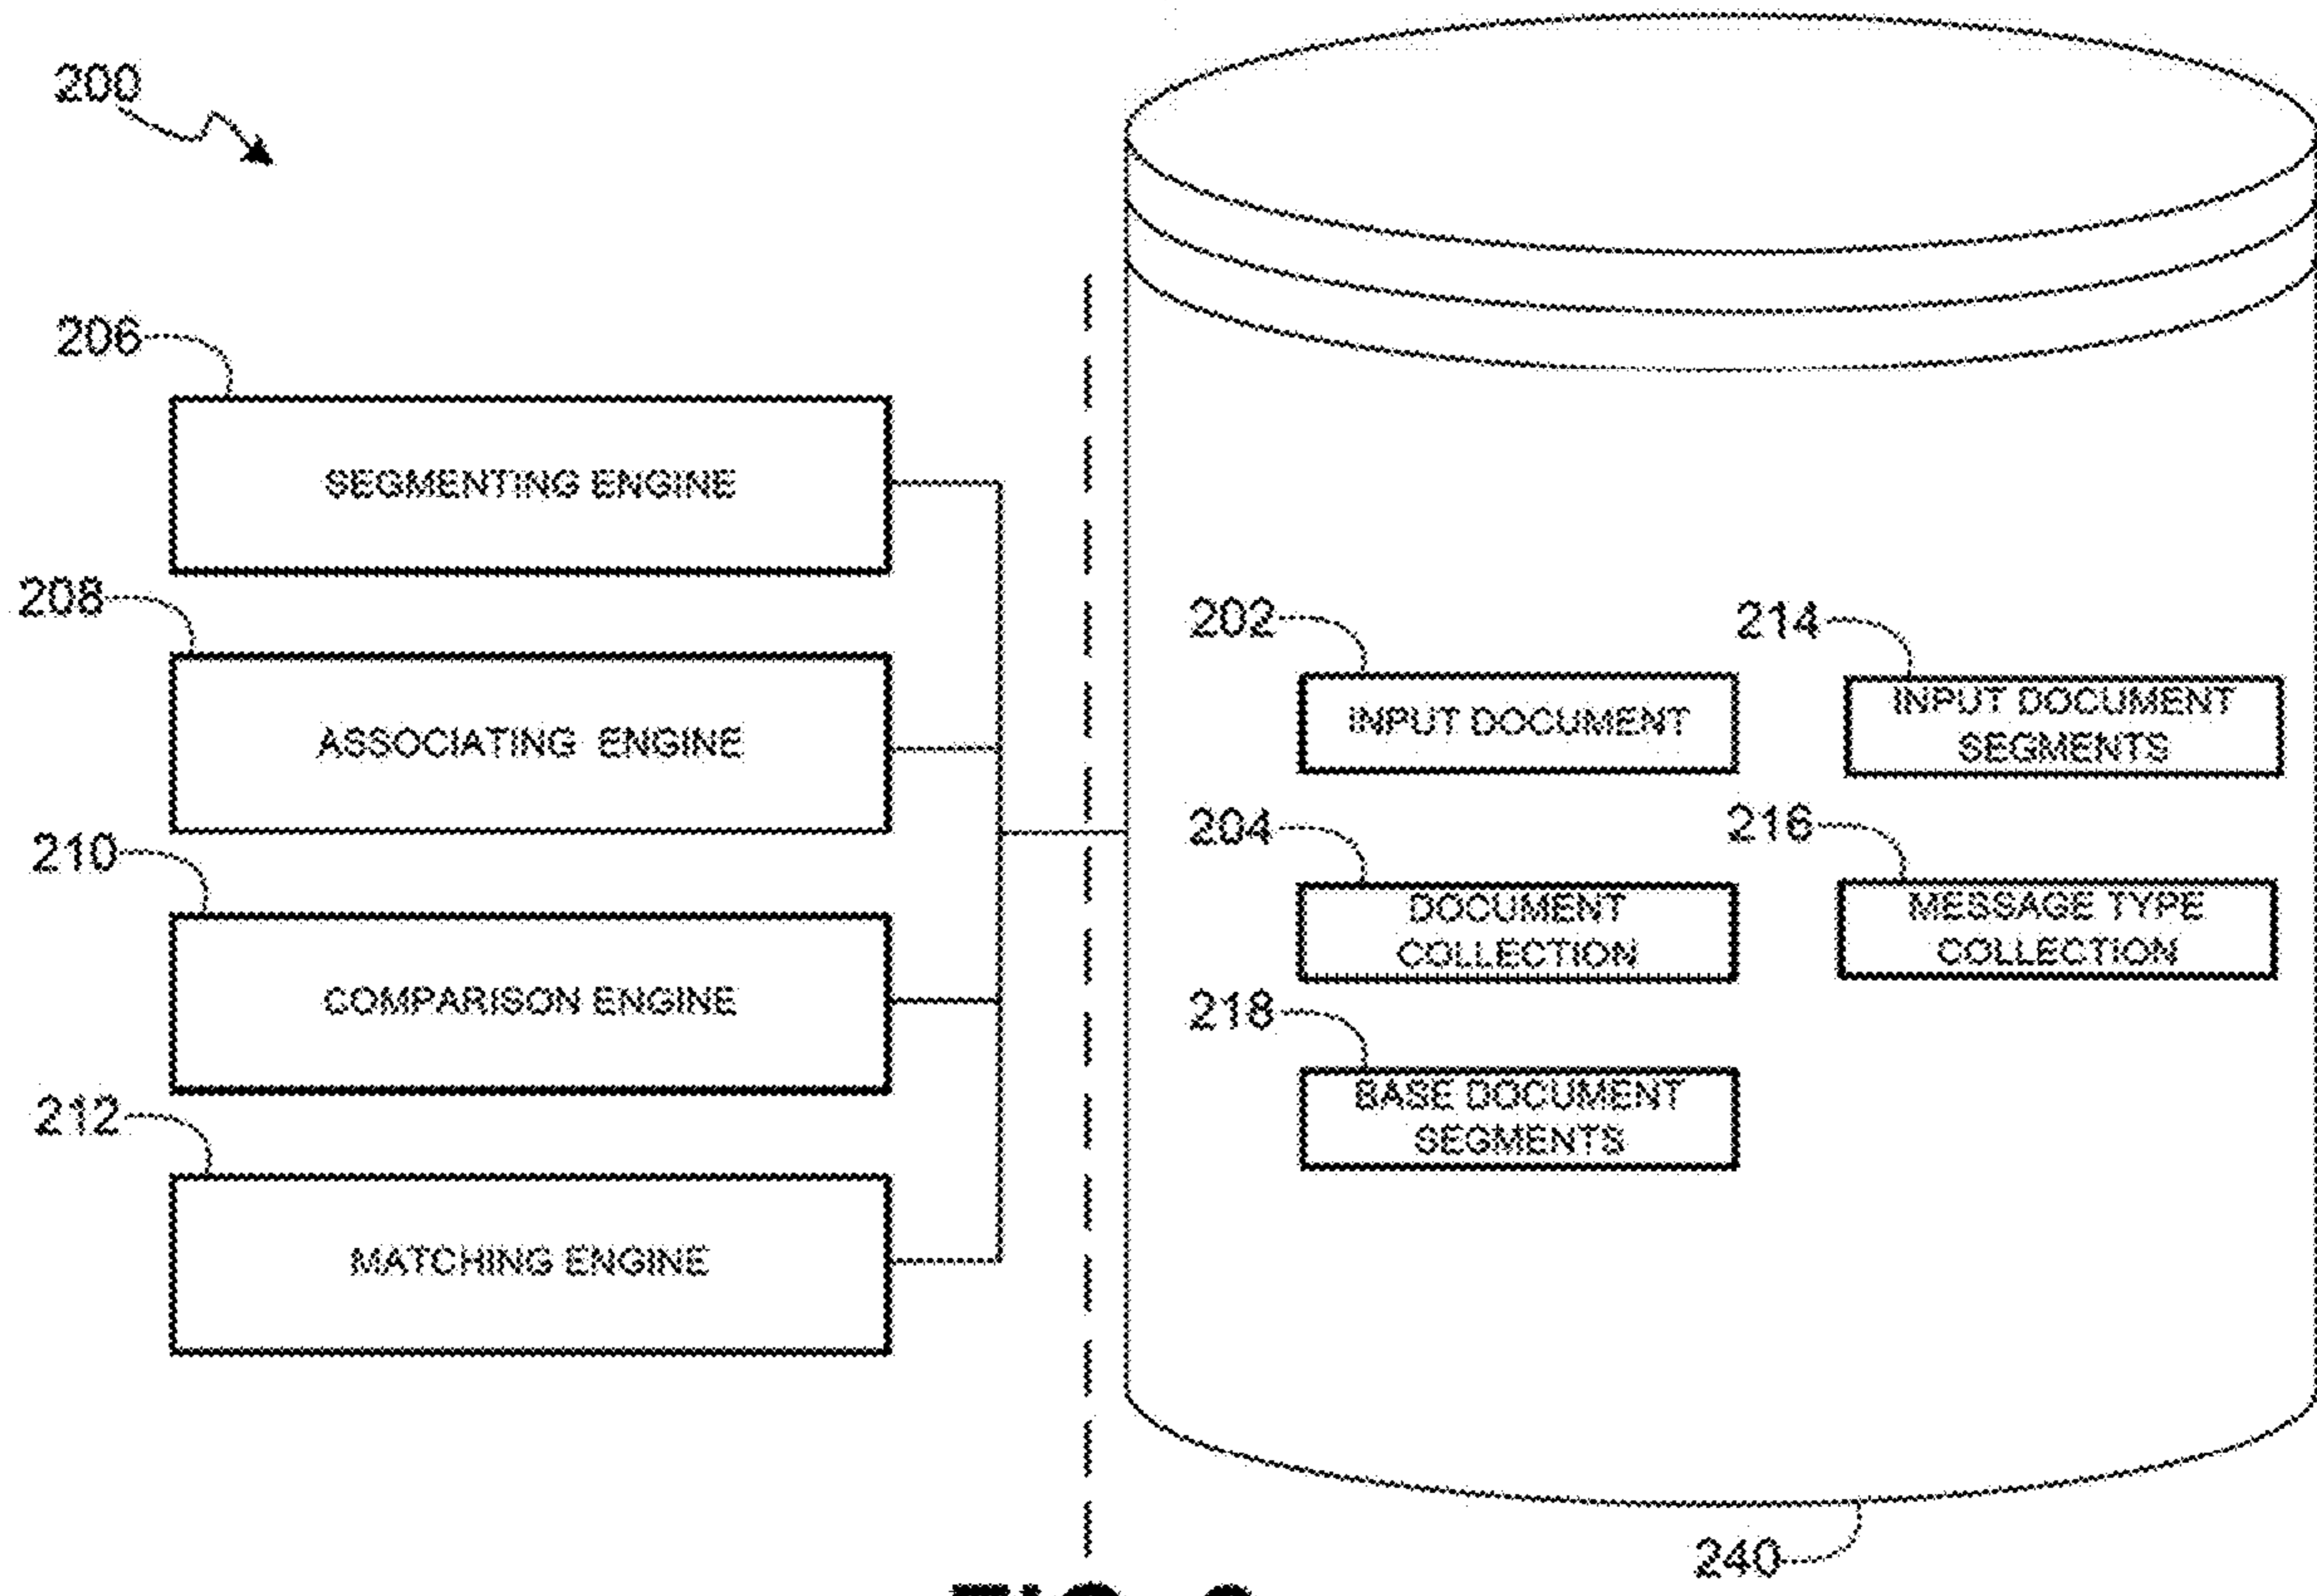 200
206
SEGMENTING ENGINE
208
ASSOCIATING ENGINE
210
COMPARISON ENGINE
212
MATCHING ENGINE
202
INPUT DOCUMENT
214
INPUT DOCUMENT
SEGMENTS
204
DOCUMENT
COLLECTION
216
MESSAGE TYPE
COLLECTION
218
BASE DOCUMENT
SEGMENTS
240